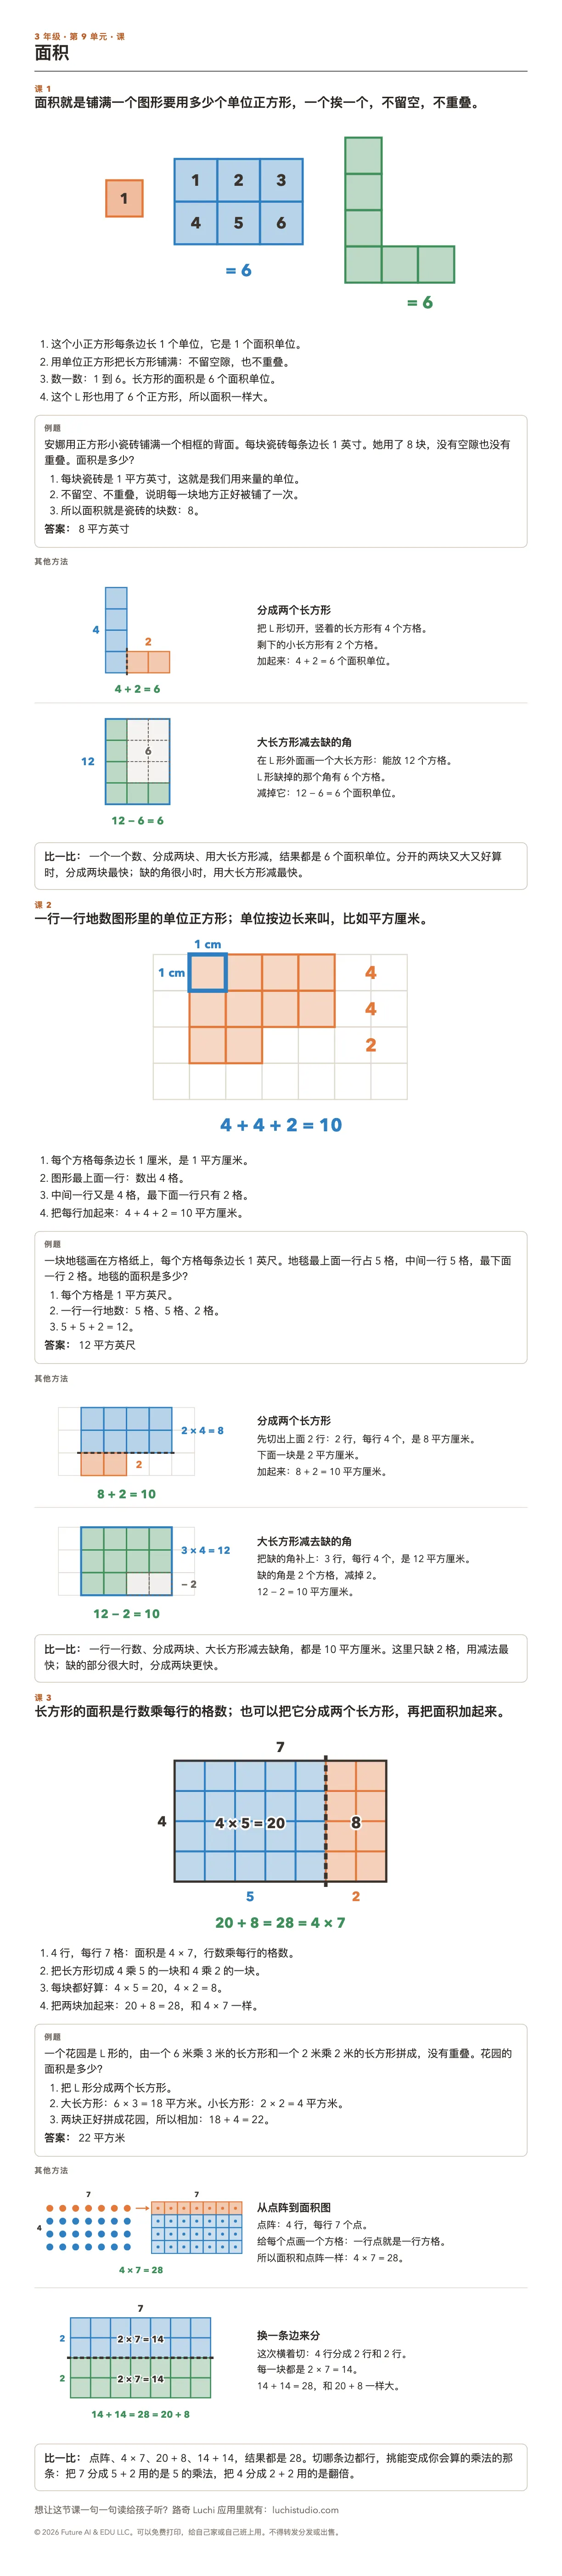 3 年级 · 第 9 单元 · 课
面积
课 1
面积就是铺满一个图形要用多少个单位正方形，一个挨一个，不留空，不重叠。
1
1 2 3
4 5 6
= 6
= 6
1. 这个小正方形每条边长 1 个单位，它是 1 个面积单位。
2. 用单位正方形把长方形铺满：不留空隙，也不重叠。
3. 数一数：1 到 6。长方形的面积是 6 个面积单位。
4. 这个 L 形也用了 6 个正方形，所以面积一样大。
例题
安娜用正方形小瓷砖铺满一个相框的背面。每块瓷砖每条边长 1 英寸。她用了 8 块，没有空隙也没有
重叠。面积是多少？
1. 每块瓷砖是 1 平方英寸，这就是我们用来量的单位。
2. 不留空、不重叠，说明每一块地方正好被铺了一次。
3. 所以面积就是瓷砖的块数：8。
答案： 8 平方英寸
其他方法
4
2
4 + 2 = 6
分成两个长方形
把 L 形切开，竖着的长方形有 4 个方格。
剩下的小长方形有 2 个方格。
加起来：4 + 2 = 6 个面积单位。
12
6
12 − 6 = 6
大长方形减去缺的角
在 L 形外面画一个大长方形：能放 12 个方格。
L 形缺掉的那个角有 6 个方格。
减掉它：12 − 6 = 6 个面积单位。
比一比： 一个一个数、分成两块、用大长方形减，结果都是 6 个面积单位。分开的两块又大又好算
时，分成两块最快；缺的角很小时，用大长方形减最快。
课 2
一行一行地数图形里的单位正方形；单位按边长来叫，比如平方厘米。
1 cm
1 cm
4
4
2
4 + 4 + 2 = 10
1. 每个方格每条边长 1 厘米，是 1 平方厘米。
2. 图形最上面一行：数出 4 格。
3. 中间一行又是 4 格，最下面一行只有 2 格。
4. 把每行加起来：4 + 4 + 2 = 10 平方厘米。
例题
一块地毯画在方格纸上，每个方格每条边长 1 英尺。地毯最上面一行占 5 格，中间一行 5 格，最下面
一行 2 格。地毯的面积是多少？
1. 每个方格是 1 平方英尺。
2. 一行一行地数：5 格、5 格、2 格。
3. 5 + 5 + 2 = 12。
答案： 12 平方英尺
其他方法
2 × 4 = 8
2
8 + 2 = 10
分成两个长方形
先切出上面 2 行：2 行，每行 4 个，是 8 平方厘米。
下面一块是 2 平方厘米。
加起来：8 + 2 = 10 平方厘米。
3 × 4 = 12
− 2
12 − 2 = 10
大长方形减去缺的角
把缺的角补上：3 行，每行 4 个，是 12 平方厘米。
缺的角是 2 个方格，减掉 2。
12 − 2 = 10 平方厘米。
比一比： 一行一行数、分成两块、大长方形减去缺角，都是 10 平方厘米。这里只缺 2 格，用减法最
快；缺的部分很大时，分成两块更快。
课 3
长方形的面积是行数乘每行的格数；也可以把它分成两个长方形，再把面积加起来。
7
4
4 × 5 = 20
8
5
2
20 + 8 = 28 = 4 × 7
1. 4 行，每行 7 格：面积是 4 × 7，行数乘每行的格数。
2. 把长方形切成 4 乘 5 的一块和 4 乘 2 的一块。
3. 每块都好算：4 × 5 = 20，4 × 2 = 8。
4. 把两块加起来：20 + 8 = 28，和 4 × 7 一样。
例题
一个花园是 L 形的，由一个 6 米乘 3 米的长方形和一个 2 米乘 2 米的长方形拼成，没有重叠。花园的
面积是多少？
1. 把 L 形分成两个长方形。
2. 大长方形：6 × 3 = 18 平方米。小长方形：2 × 2 = 4 平方米。
3. 两块正好拼成花园，所以相加：18 + 4 = 22。
答案： 22 平方米
其他方法
7
7
4
4 × 7 = 28
从点阵到面积图
点阵：4 行，每行 7 个点。
给每个点画一个方格：一行点就是一行方格。
所以面积和点阵一样：4 × 7 = 28。
7
2
2 × 7 = 14
2
2 × 7 = 14
14 + 14 = 28 = 20 + 8
换一条边来分
这次横着切：4 行分成 2 行和 2 行。
每一块都是 2 × 7 = 14。
14 + 14 = 28，和 20 + 8 一样大。
比一比： 点阵、4 × 7、20 + 8、14 + 14，结果都是 28。切哪条边都行，挑能变成你会算的乘法的那
条：把 7 分成 5 + 2 用的是 5 的乘法，把 4 分成 2 + 2 用的是翻倍。
想让这节课一句一句读给孩子听？路奇 Luchi 应用里就有：luchistudio.com
© 2026 Future AI & EDU LLC。可以免费打印，给自己家或自己班上用。不得转发分发或出售。